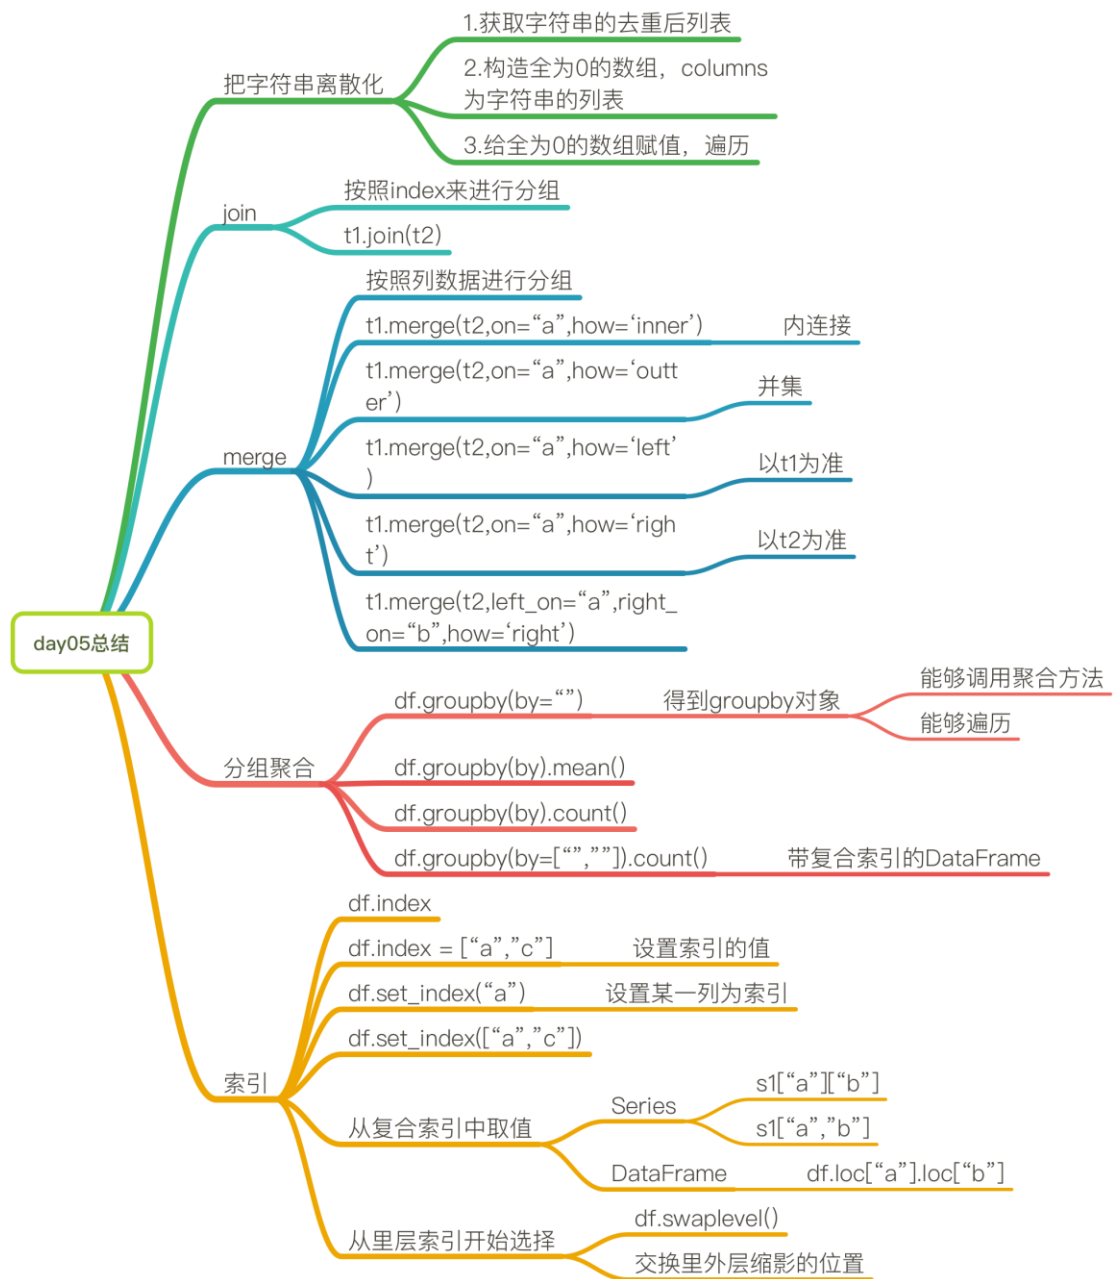 1.获取字符串的去重后列表
把字符串离散化
2.构造全为0的数组，columns
为字符串的列表
3.给全为0的数组赋值，遍历
join
按照index来进行分组
t1.join(t2)
merge
按照列数据进行分组
t1.merge(t2,on=“a”,how=‘inner’)
内连接
t1.merge(t2,on=“a”,how=‘outt
er’)
并集
t1.merge(t2,on=“a”,how=‘left’
)
以t1为准
t1.merge(t2,on=“a”,how=‘righ
t’)
以t2为准
t1.merge(t2,left_on=“a”,right_
on=“b”,how=‘right’)
day05总结
分组聚合
df.groupby(by=“”)
得到groupby对象
能够调用聚合方法
能够遍历
df.groupby(by).mean()
df.groupby(by).count()
df.groupby(by=[“”,””]).count()
带复合索引的DataFrame
索引
df.index
df.index = [“a”,”c”]
设置索引的值
df.set_index(“a”)
设置某一列为索引
df.set_index([“a”,”c”])
从复合索引中取值
Series
s1[“a”][“b”]
s1[“a”,”b”]
DataFrame
df.loc[“a”].loc[“b”]
从里层索引开始选择
df.swaplevel()
交换里外层缩影的位置